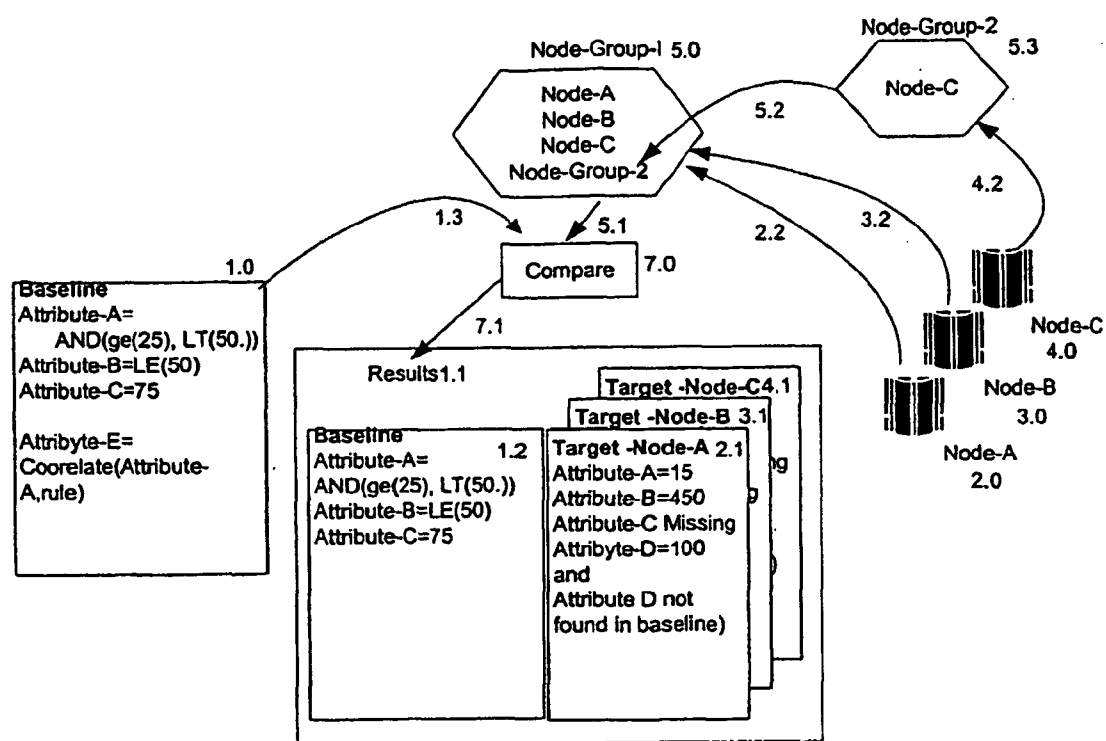 Node-Group-2
5.3
Node-C
Node-Group-I 5.0
Node-A
Node-B
Node-C
Node-Group-2
5.2
4.2
3.2
2.2
1.3
5.1
Compare
7.0
7.1
1.0
Baseline
Attribute-A=
AND(ge(25), LT(50.))
Attribute-B=LE(50)
Attribute-C=75
Attribyte-E=
Coorelate(Attribute-
A,rule)
Node-C
4.0
Node-B
3.0
Node-A
2.0
Results1.1
Target -Node-C4.1
Target -Node-B 3.1
ng
g
)
Baseline
1.2
Attribute-A=
AND(ge(25), LT(50.))
Attribute-B=LE(50)
Attribute-C=75
Target -Node-A 2.1
Attribute-A=15
Attribute-B=450
Attribute-C Missing
Attribyte-D=100
and
Attribute D not
found in baseline)